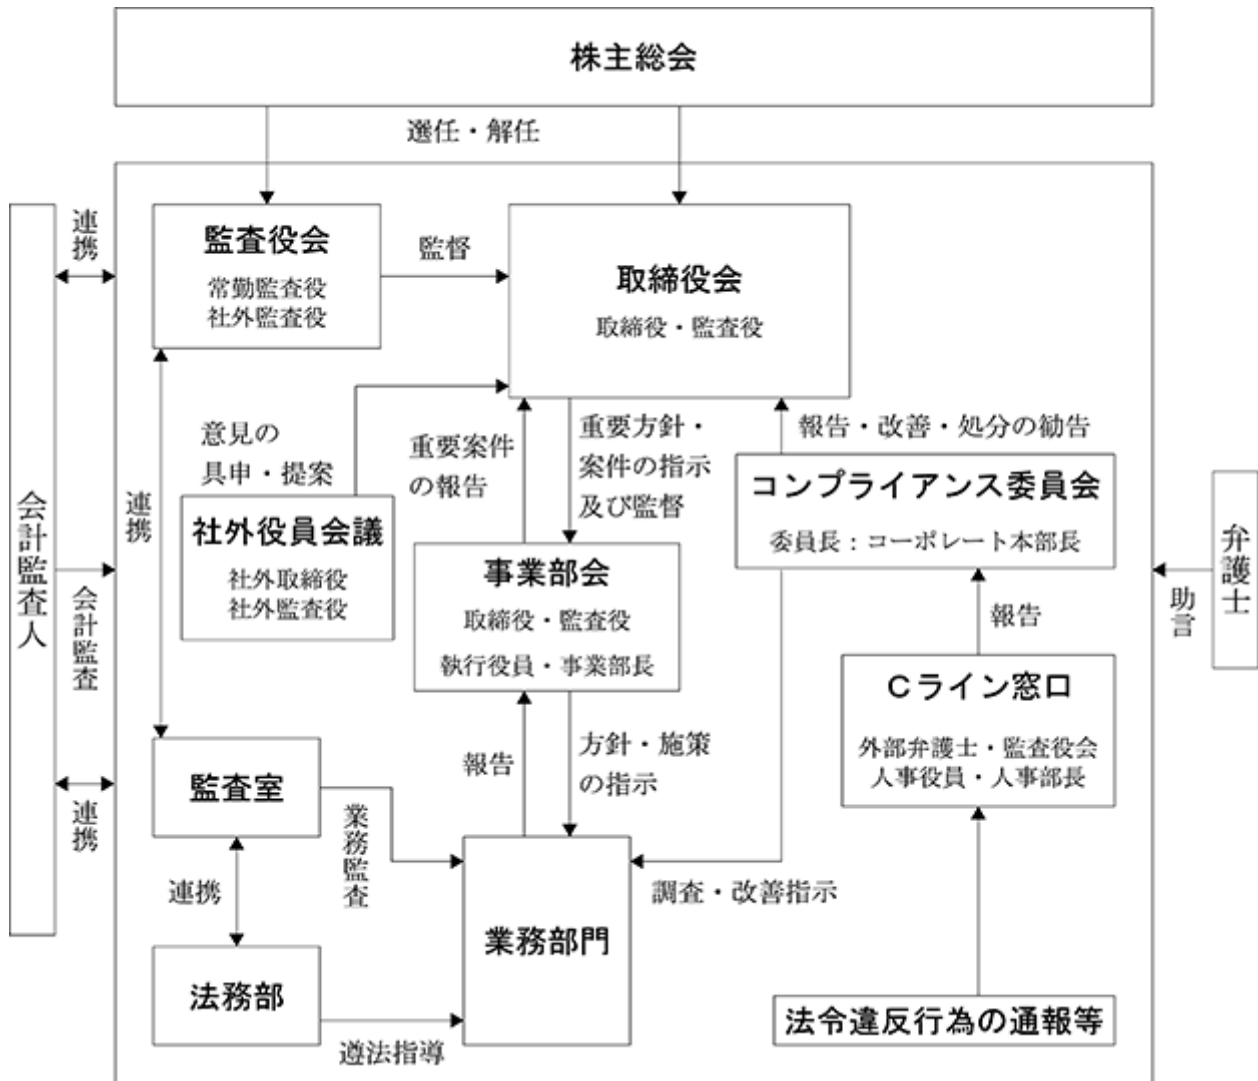 株主総会
選任・解任
連携
監査役会
常勤監査役
社外監査役
監督
取締役会
取締役・監査役
意見の
具申・提案
重要案件
の報告
重要方針・
案件の指示
及び監督
報告・改善・処分の勧告
コンプライアンス委員会
委員長：コーポレート本部長
弁護士
助言
会計監査人
会計監査
連携
社外役員会議
社外取締役
社外監査役
事業部会
取締役・監査役
執行役員・事業部長
報告
Cライン窓口
外部弁護士・監査役会
人事役員・人事部長
報告
方針・施策
の指示
連携
監査室
業務監査
連携
業務部門
調査・改善指示
法務部
遵法指導
法令違反行為の通報等